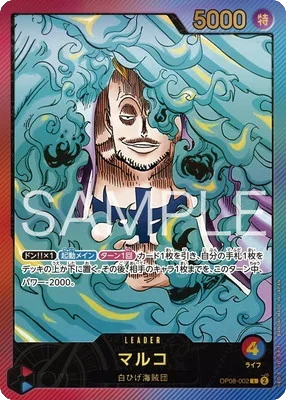 5000 特
SAMPLE
ドン!!×1 起動メイン ターン1回 カード1枚を引き、自分の手札1枚を
デッキの上か下に置く。その後、相手のキャラ1枚までを、このターン中、
パワー-2000。
LEADER
マルコ
白ひげ海賊団
4
ライフ
OP08-002 L 2